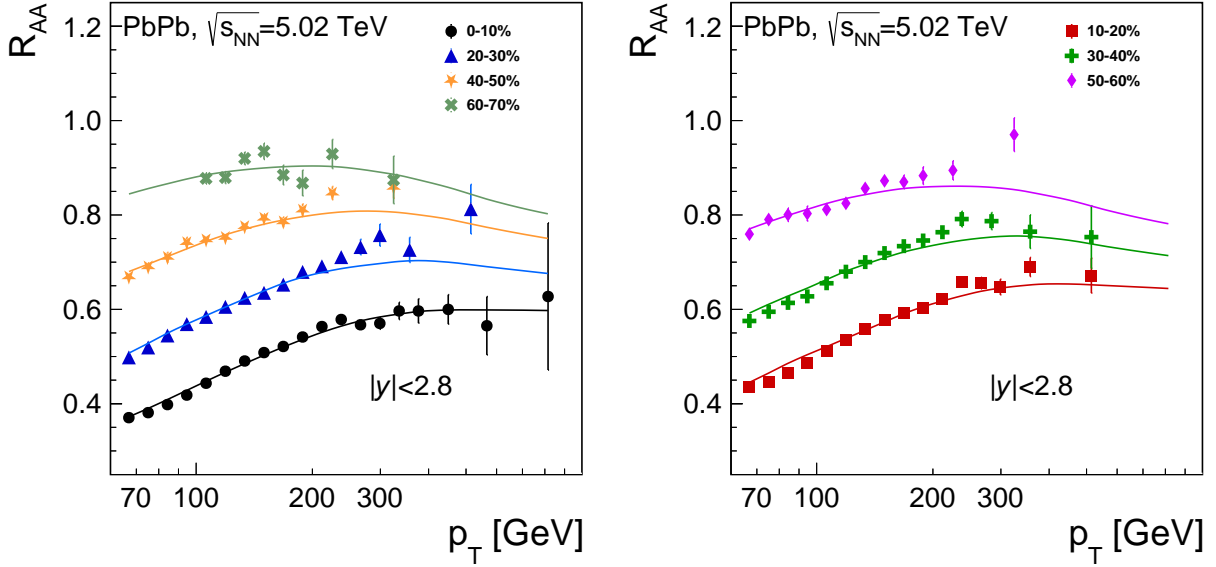 R_AA
PbPb, √s_NN=5.02 TeV
0-10%
20-30%
40-50%
60-70%
1.2
1.0
0.8
0.6
0.4
|y|<2.8
70 100 200 300
p_T [GeV]
R_AA
PbPb, √s_NN=5.02 TeV
10-20%
30-40%
50-60%
1.2
1.0
0.8
0.6
0.4
|y|<2.8
70 100 200 300
p_T [GeV]